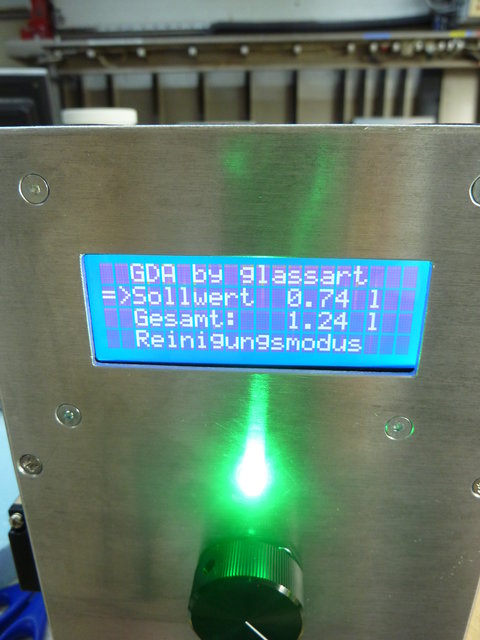 GDA by glassart
=>Sollwert 0.74 l
Gesamt: 1.24 l
Reinigungsmodus